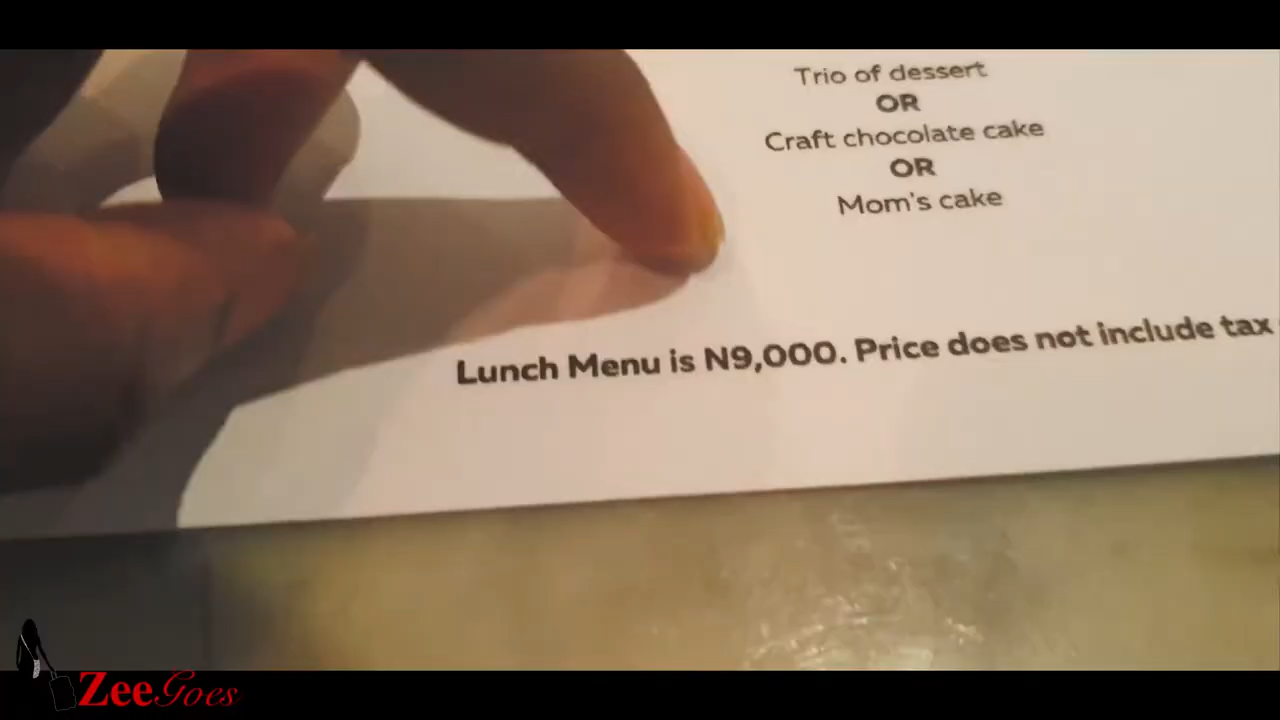 Trio of dessert
OR
Craft chocolate cake
OR
Mom's cake
Lunch Menu is N9,000. Price does not include tax
ZeeGoes